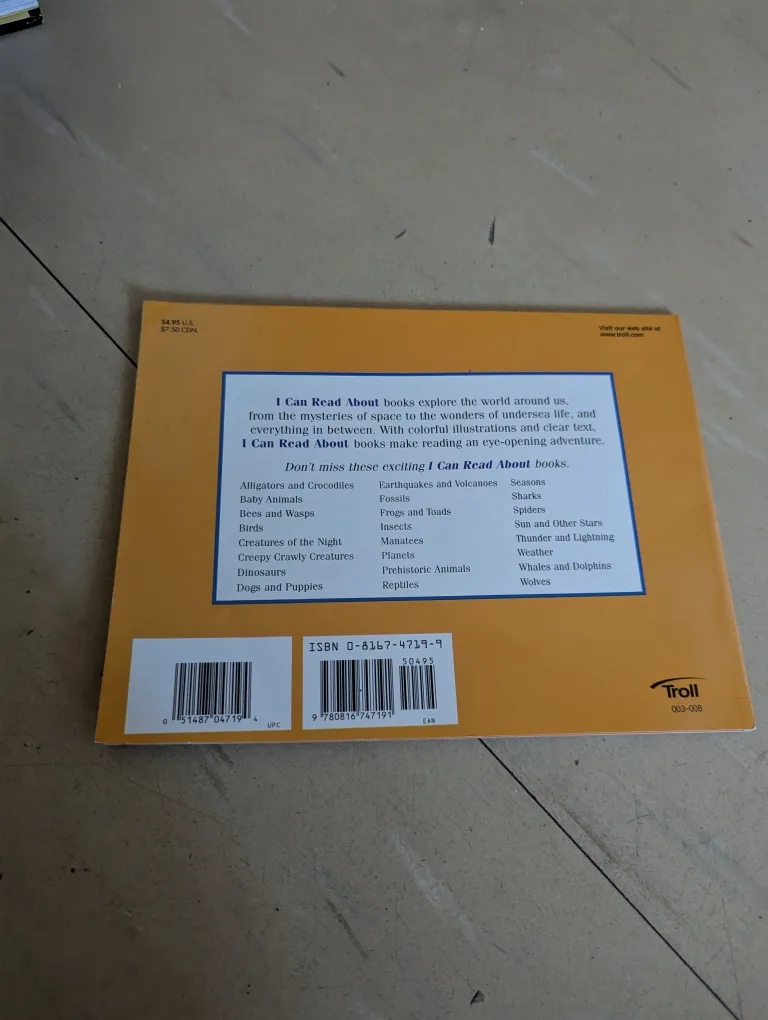 $4.95 U.S.
$7.50 CDN.
Visit our web site at
www.troll.com
I Can Read About books explore the world around us,
from the mysteries of space to the wonders of undersea life, and
everything in between. With colorful illustrations and clear text,
I Can Read About books make reading an eye-opening adventure.
Don't miss these exciting I Can Read About books.
Alligators and Crocodiles
Baby Animals
Bees and Wasps
Birds
Creatures of the Night
Creepy Crawly Creatures
Dinosaurs
Dogs and Puppies
Earthquakes and Volcanoes
Fossils
Frogs and Toads
Insects
Manatees
Planets
Prehistoric Animals
Reptiles
Seasons
Sharks
Spiders
Sun and Other Stars
Thunder and Lightning
Weather
Whales and Dolphins
Wolves
0 51487 04719 4
UPC
ISBN 0-8167-4719-9
50495
9 780816 747191
EAN
Troll
003-008